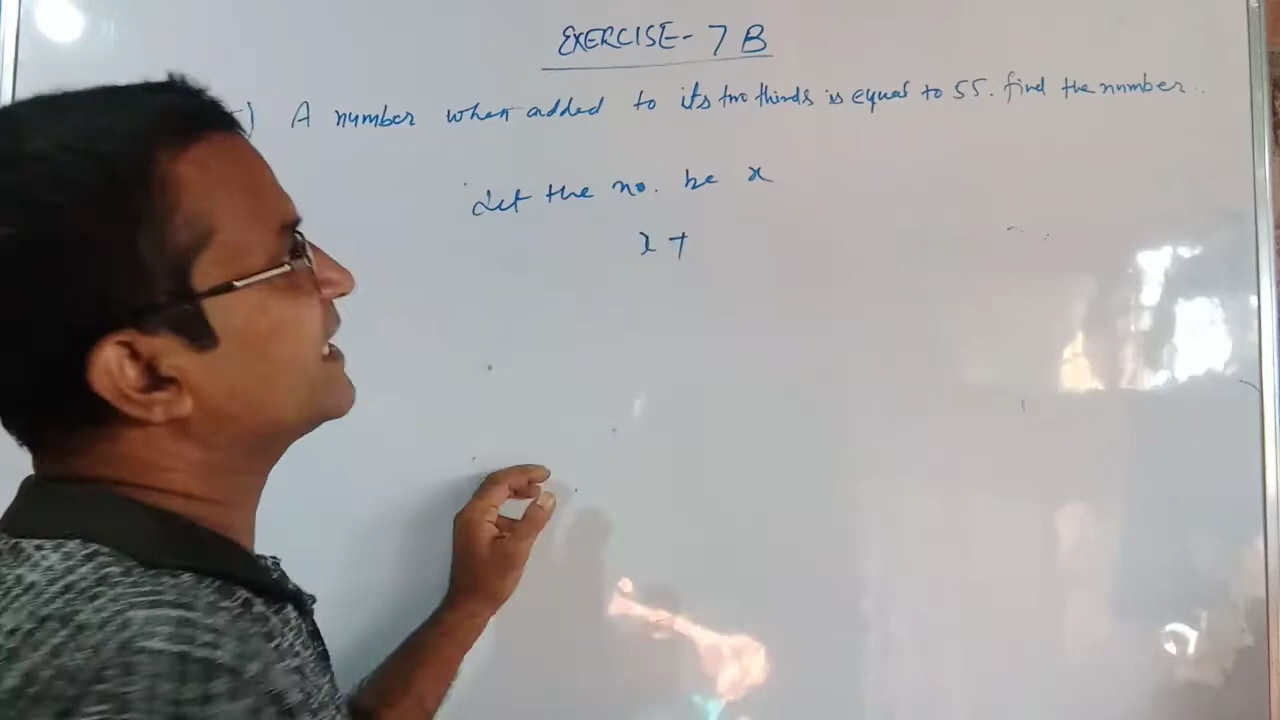 EXERCISE- 7 B
) A number when added to its two thirds is equal to 55. find the number.
Let the no. be x
x +